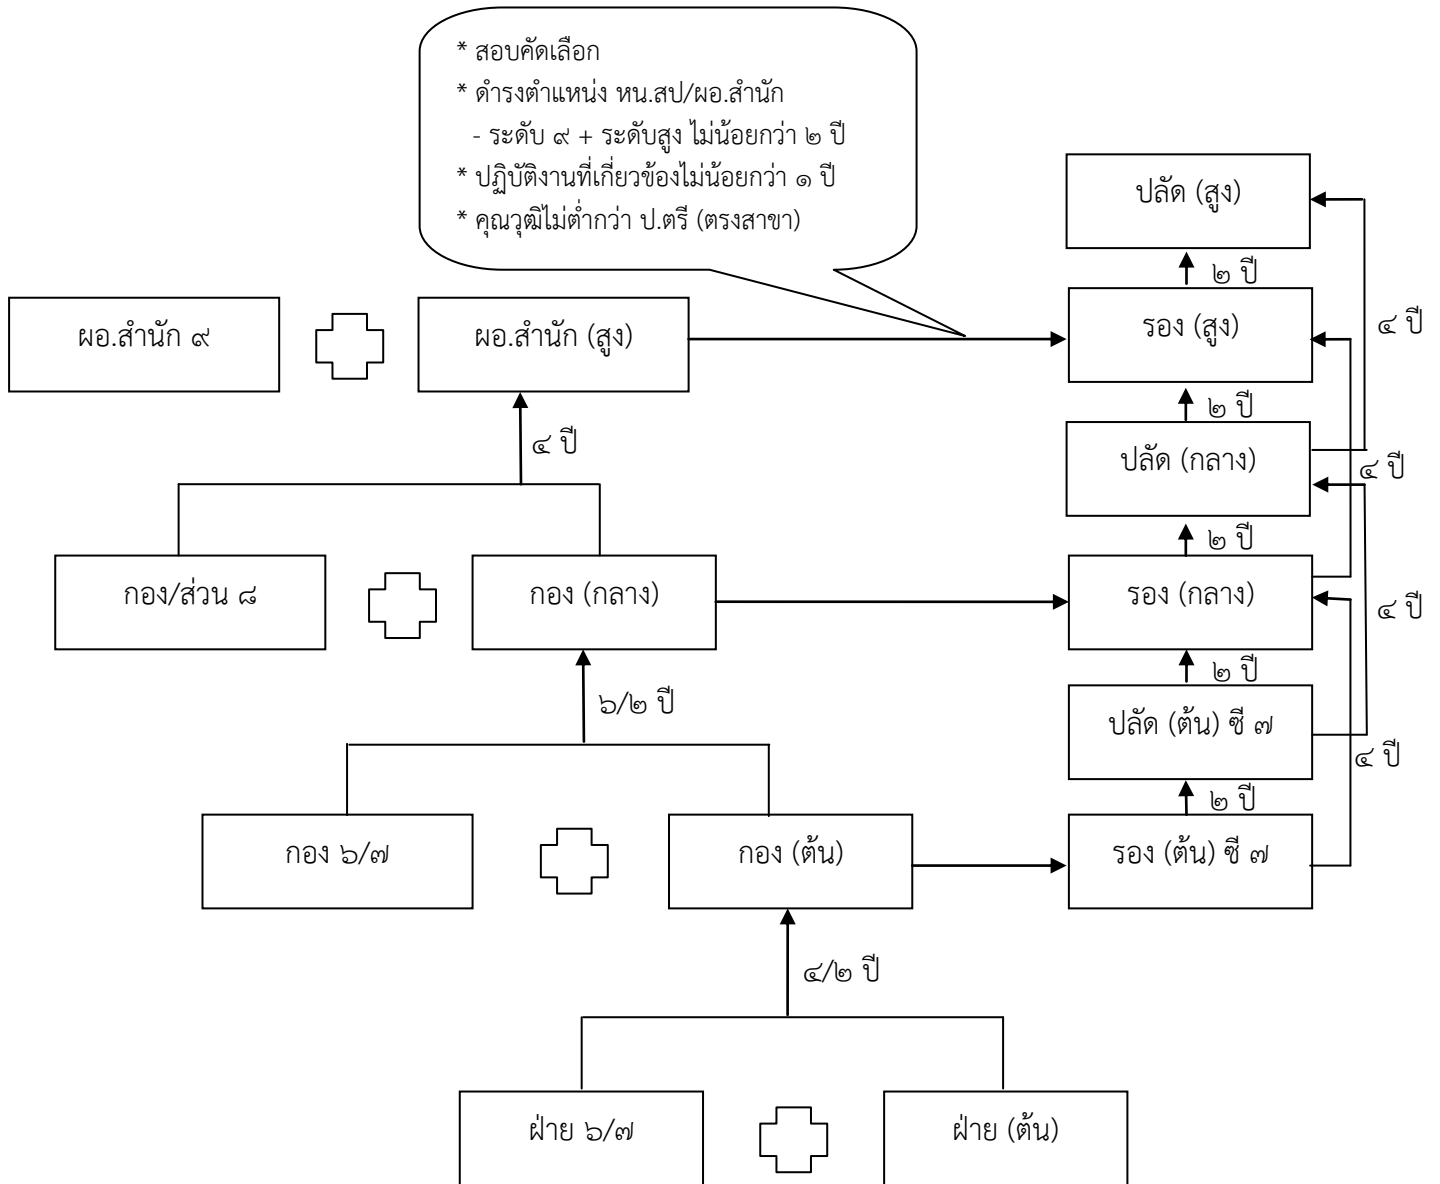 * สอบคัดเลือก
* ดำรงตำแหน่ง หน.สป/ผอ.สำนัก
- ระดับ ๙ + ระดับสูง ไม่น้อยกว่า ๒ ปี
* ปฏิบัติงานที่เกี่ยวข้องไม่น้อยกว่า ๑ ปี
* คุณวุฒิไม่ต่ำกว่า ป.ตรี (ตรงสาขา)
ปลัด (สูง)
๒ ปี
ผอ.สำนัก ๙
ผอ.สำนัก (สูง)
รอง (สูง)
๔ ปี
๒ ปี
๔ ปี
ปลัด (กลาง)
๔ ปี
๒ ปี
กอง/ส่วน ๘
กอง (กลาง)
รอง (กลาง)
๔ ปี
๒ ปี
๖/๒ ปี
ปลัด (ต้น) ซี ๗
๔ ปี
๒ ปี
กอง ๖/๗
กอง (ต้น)
รอง (ต้น) ซี ๗
๔/๒ ปี
ฝ่าย ๖/๗
ฝ่าย (ต้น)